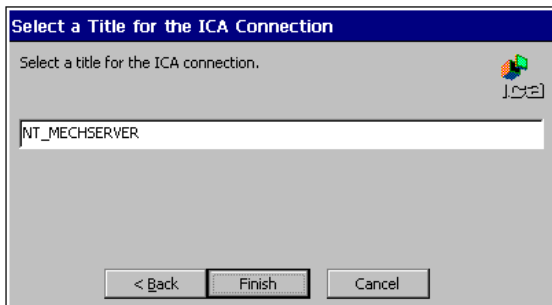 Select a Title for the ICA Connection
Select a title for the ICA connection.
ICA
NT_MECHSERVER
< Back
Finish
Cancel